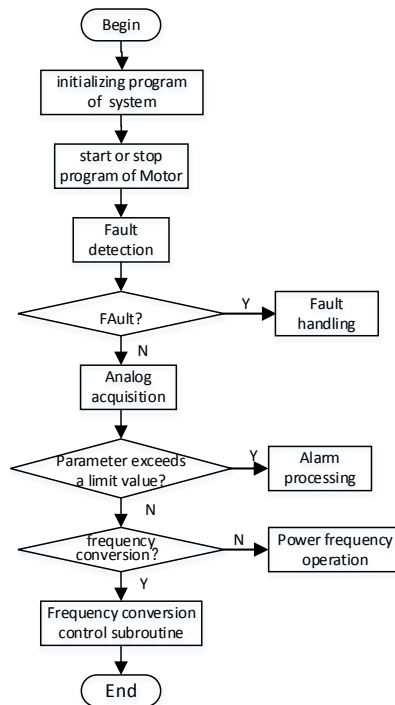 Begin
initializing program
of system
start or stop
program of Motor
Fault
detection
FAult?
Y
Fault
handling
N
Analog
acquisition
Parameter exceeds
a limit value?
Y
Alarm
processing
N
frequency
conversion?
N
Power frequency
operation
Y
Frequency conversion
control subroutine
End